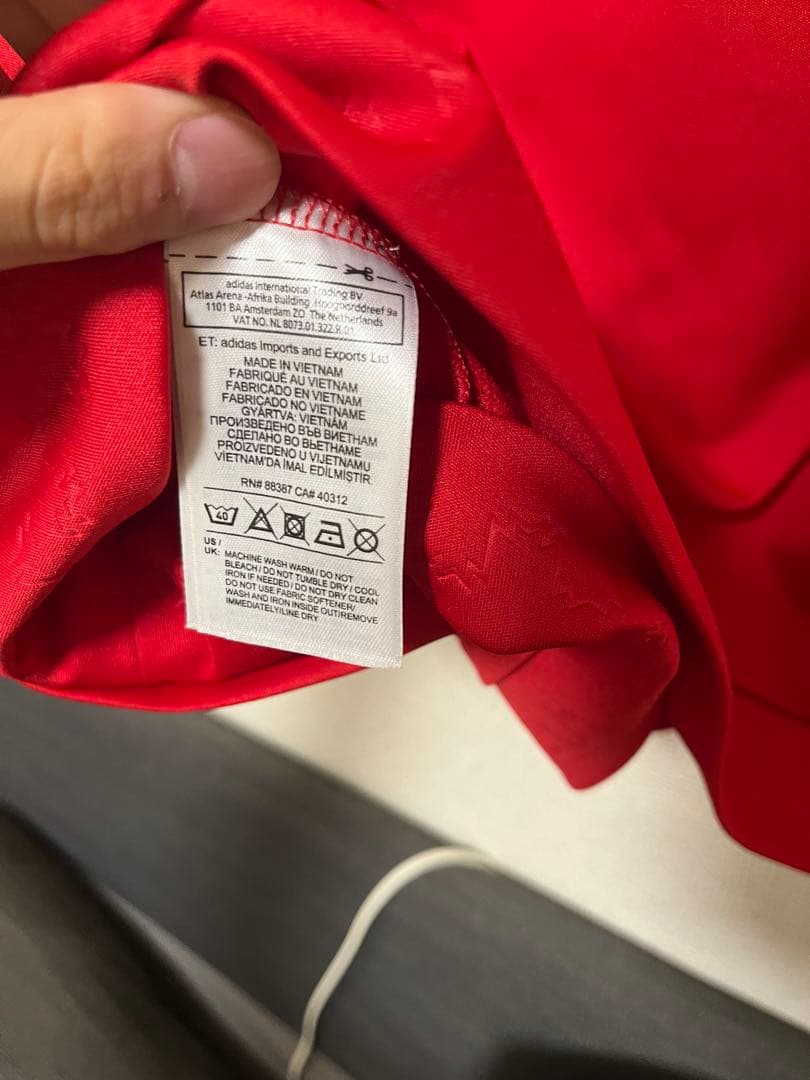 adidas International Trading BV
Atlas Arena -Afrika Building Hoogoorddreef 9a
1101 BA Amsterdam ZO The Netherlands
VAT NO. NL 8073.01.322.B.01
ET: adidas Imports and Exports Ltd
MADE IN VIETNAM
FABRIQUÉ AU VIETNAM
FABRICADO EN VIETNAM
FABRICADO NO VIETNAME
GYÁRTVA: VIETNÁM
ПРОИЗВЕДЕНО ВЪВ ВИЕТНАМ
СДЕЛАНО ВО ВЬЕТНАМЕ
PROIZVEDENO U VIJETNAMU
VİETNAM'DA İMAL EDİLMİŞTİR
RN# 88387 CA# 40312
40
US /
UK: MACHINE WASH WARM / DO NOT
BLEACH / DO NOT TUMBLE DRY / COOL
IRON IF NEEDED / DO NOT DRY CLEAN
DO NOT USE FABRIC SOFTENER/
WASH AND IRON INSIDE OUT/REMOVE
IMMEDIATELY/LINE DRY